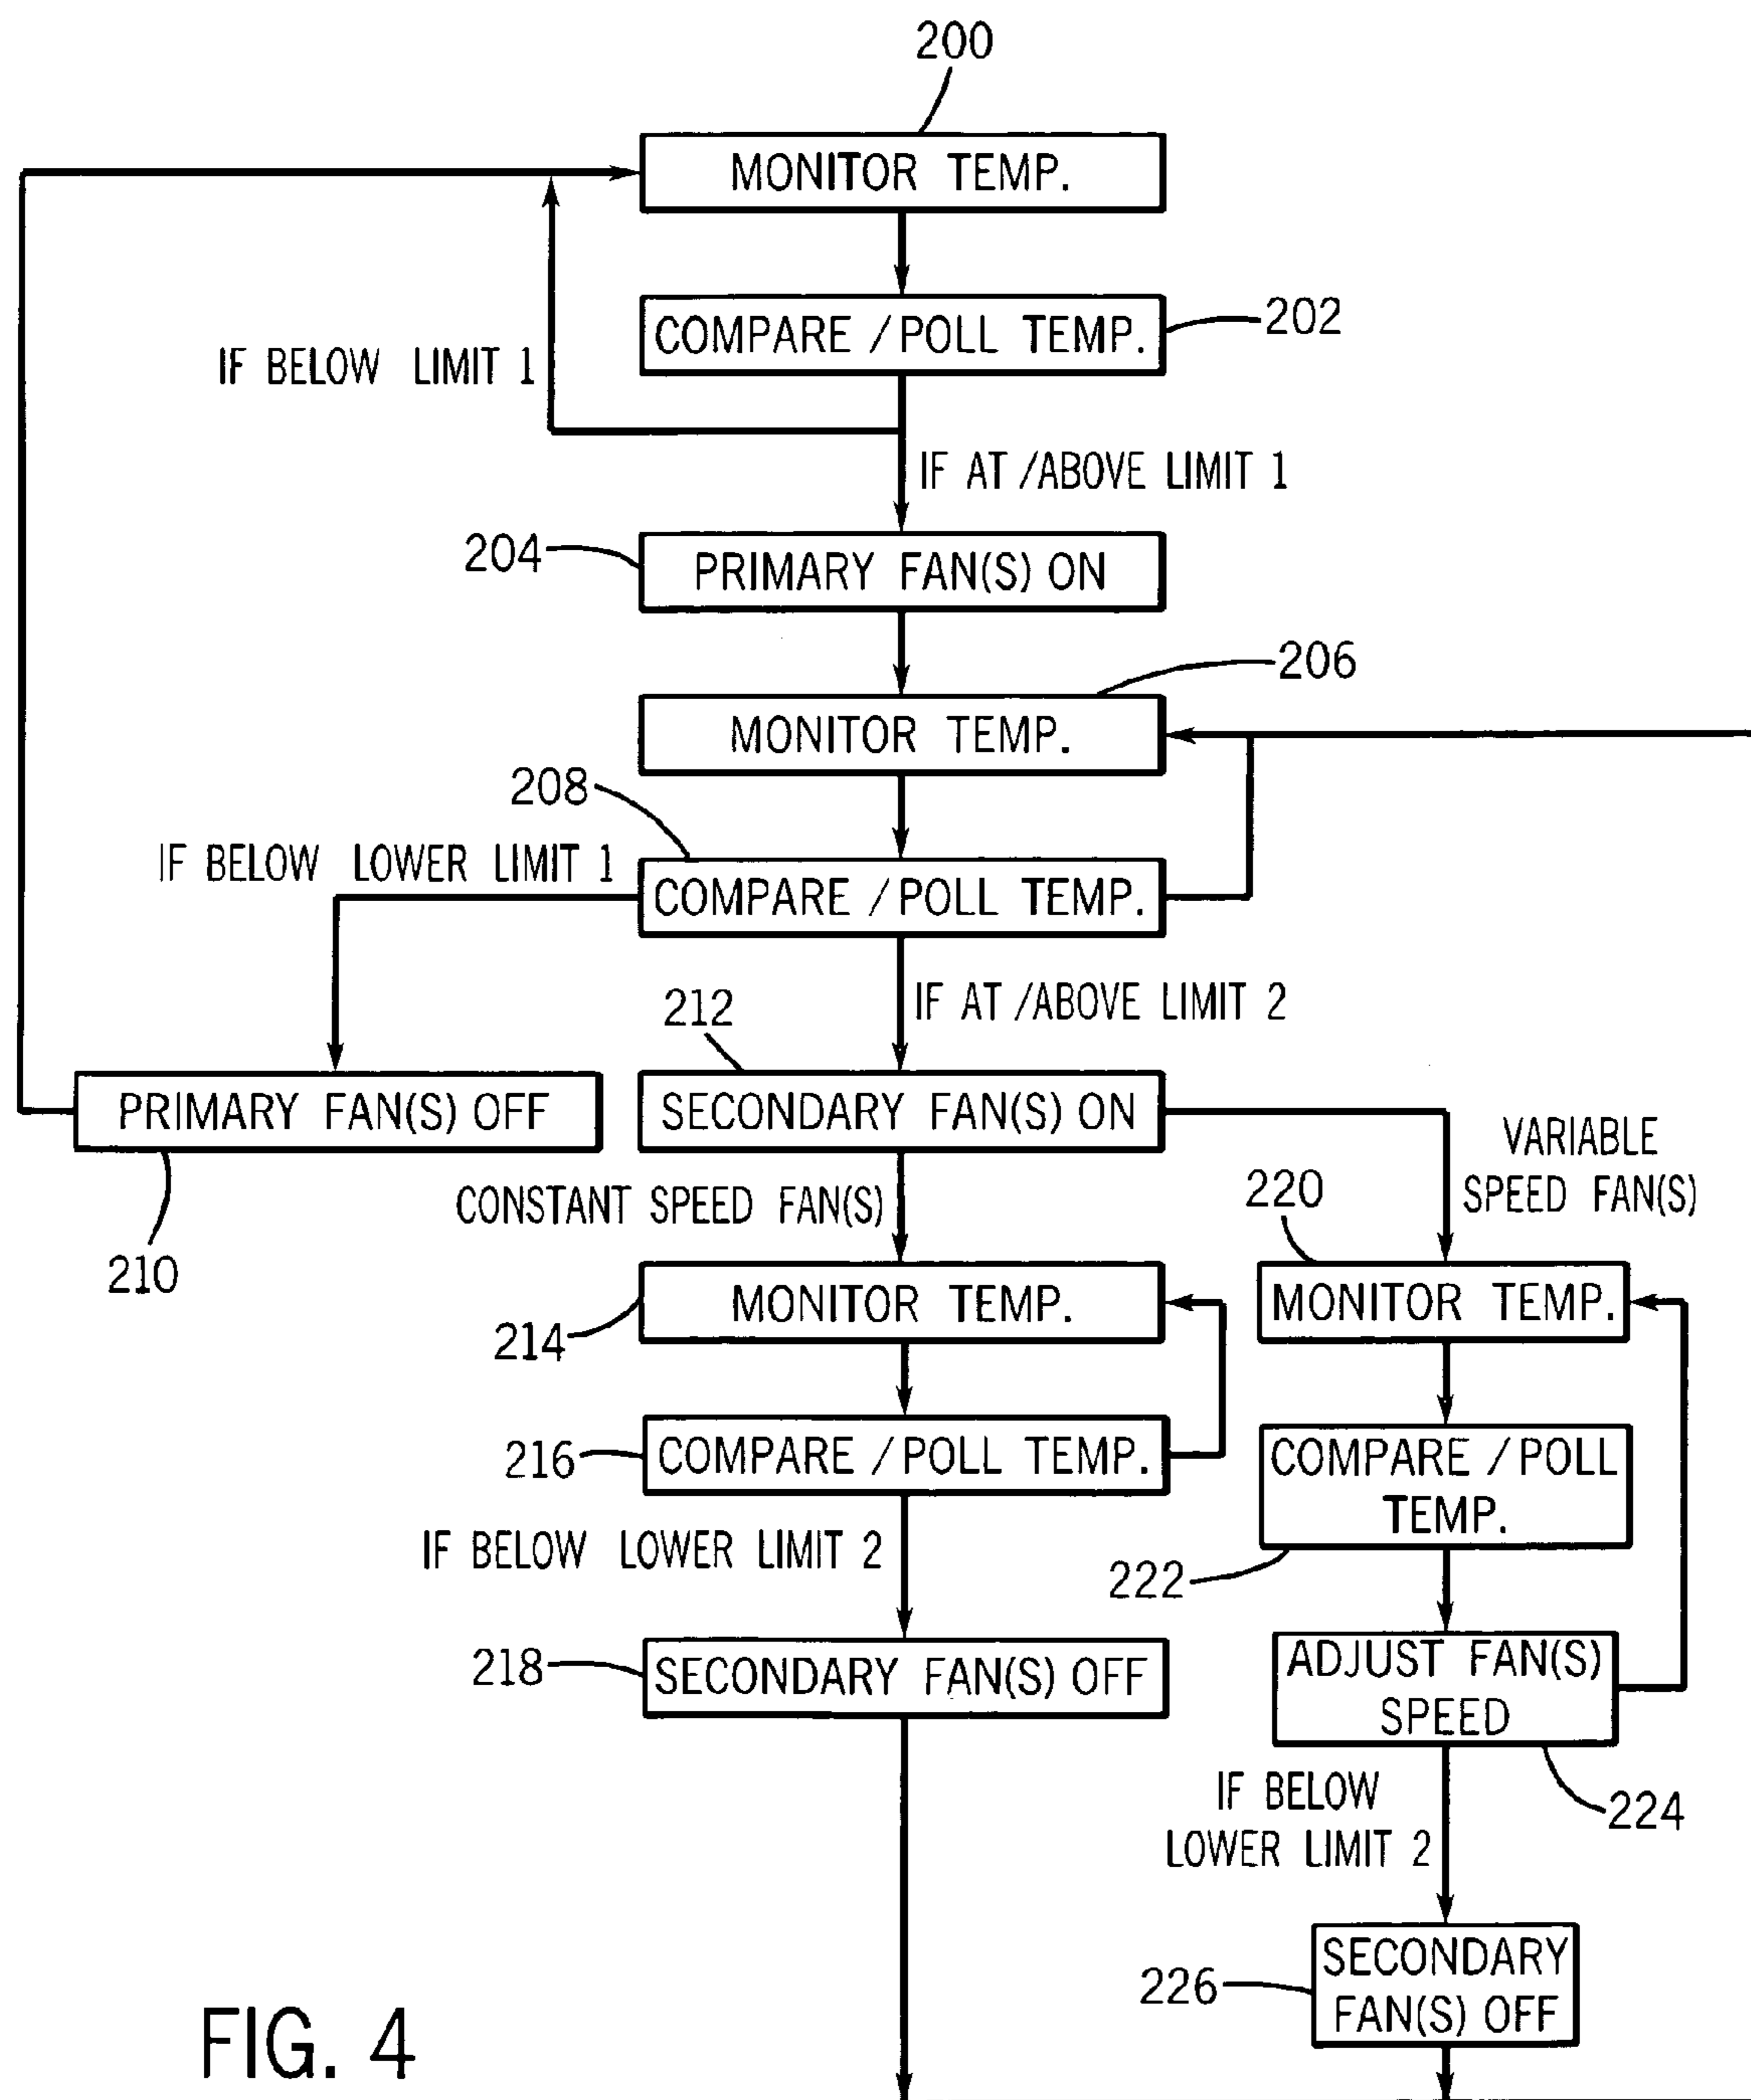 200
MONITOR TEMP.
COMPARE / POLL TEMP.
202
IF BELOW LIMIT 1
IF AT / ABOVE LIMIT 1
204
PRIMARY FAN(S) ON
206
MONITOR TEMP.
208
IF BELOW LOWER LIMIT 1
COMPARE / POLL TEMP.
212
IF AT / ABOVE LIMIT 2
PRIMARY FAN(S) OFF
SECONDARY FAN(S) ON
VARIABLE
SPEED FAN(S)
CONSTANT SPEED FAN(S)
220
210
MONITOR TEMP.
MONITOR TEMP.
214
216
COMPARE / POLL TEMP.
COMPARE / POLL
TEMP.
IF BELOW LOWER LIMIT 2
222
218
SECONDARY FAN(S) OFF
ADJUST FAN(S)
SPEED
IF BELOW
LOWER LIMIT 2
224
226
SECONDARY
FAN(S) OFF
FIG. 4